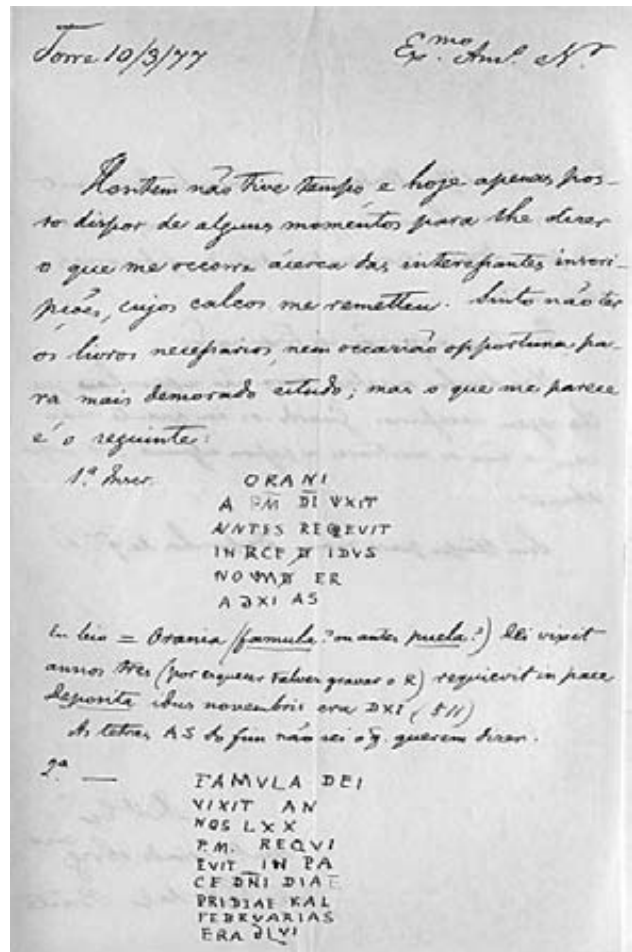 Torre 10/3/77 Ex.mo Am.o N.r
Hontem não tive tempo e hoje apenas pos-
so dispor de alguns momentos para lhe dizer
o que me occorre ácerca das interessantes inscri-
pções, cujos calcos me remetteu. Sinto não ter
os livros necessarios, nem occasião opportuna, pa-
ra mais demorado estudo; mas o que me parece
é o seguinte:
1.ª Inscr.
ORANI
A PM DI VXIT
ANTES REQEVIT
IN RCE D IDVS
NOVMB ER
A DXI AS
Eu leio = Orania (famula? ou antes puela?) Dei vixit
annos tres (por esquecer talvez gravar o R) requievit in pace
deposita idus novembris era DXI (511)
As letras AS do fim não sei o q. querem dizer.
2.ª —
FAMVLA DEI
VIXIT AN
NOS LXX
P.M. REQVI
EVIT IN PA
CE DÑI DIAE
PRIDIAE KAL
FEBRVARIAS
ERA DLVI